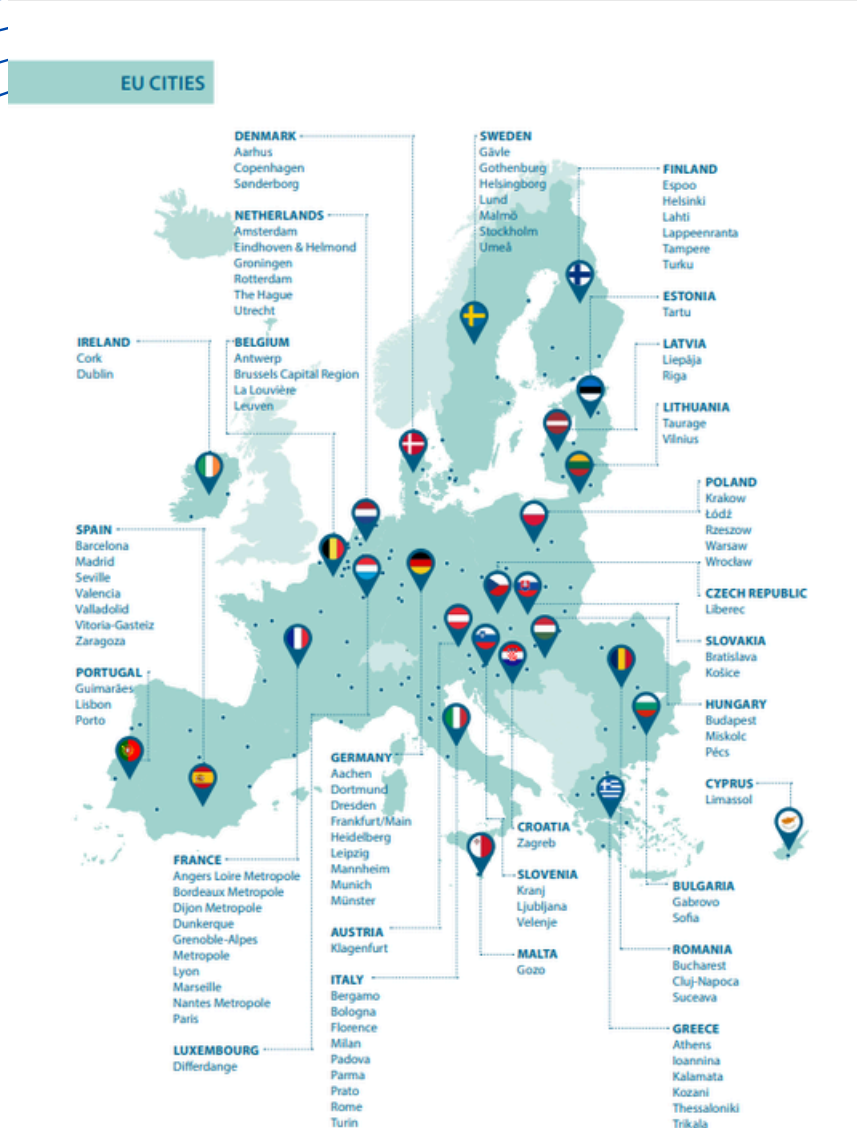 EU CITIES
DENMARK
Aarhus
Copenhagen
Sønderborg
SWEDEN
Gävle
Gothenburg
Helsingborg
Lund
Malmö
Stockholm
Umeå
FINLAND
Espoo
Helsinki
Lahti
Lappeenranta
Tampere
Turku
NETHERLANDS
Amsterdam
Eindhoven & Helmond
Groningen
Rotterdam
The Hague
Utrecht
ESTONIA
Tartu
IRELAND
Cork
Dublin
BELGIUM
Antwerp
Brussels Capital Region
La Louvière
Leuven
LATVIA
Liepāja
Riga
LITHUANIA
Taurage
Vilnius
POLAND
Krakow
Łódź
Rzeszow
Warsaw
Wrocław
SPAIN
Barcelona
Madrid
Seville
Valencia
Valladolid
Vitoria-Gasteiz
Zaragoza
CZECH REPUBLIC
Liberec
SLOVAKIA
Bratislava
Košice
PORTUGAL
Guimarães
Lisbon
Porto
HUNGARY
Budapest
Miskolc
Pécs
GERMANY
Aachen
Dortmund
Dresden
Frankfurt/Main
Heidelberg
Leipzig
Mannheim
Munich
Münster
CYPRUS
Limassol
CROATIA
Zagreb
FRANCE
Angers Loire Metropole
Bordeaux Metropole
Dijon Metropole
Dunkerque
Grenoble-Alpes
Metropole
Lyon
Marseille
Nantes Metropole
Paris
SLOVENIA
Kranj
Ljubljana
Velenje
BULGARIA
Gabrovo
Sofia
AUSTRIA
Klagenfurt
MALTA
Gozo
ROMANIA
Bucharest
Cluj-Napoca
Suceava
ITALY
Bergamo
Bologna
Florence
Milan
Padova
Parma
Prato
Rome
Turin
GREECE
Athens
Ioannina
Kalamata
Kozani
Thessaloniki
Trikala
LUXEMBOURG
Differdange